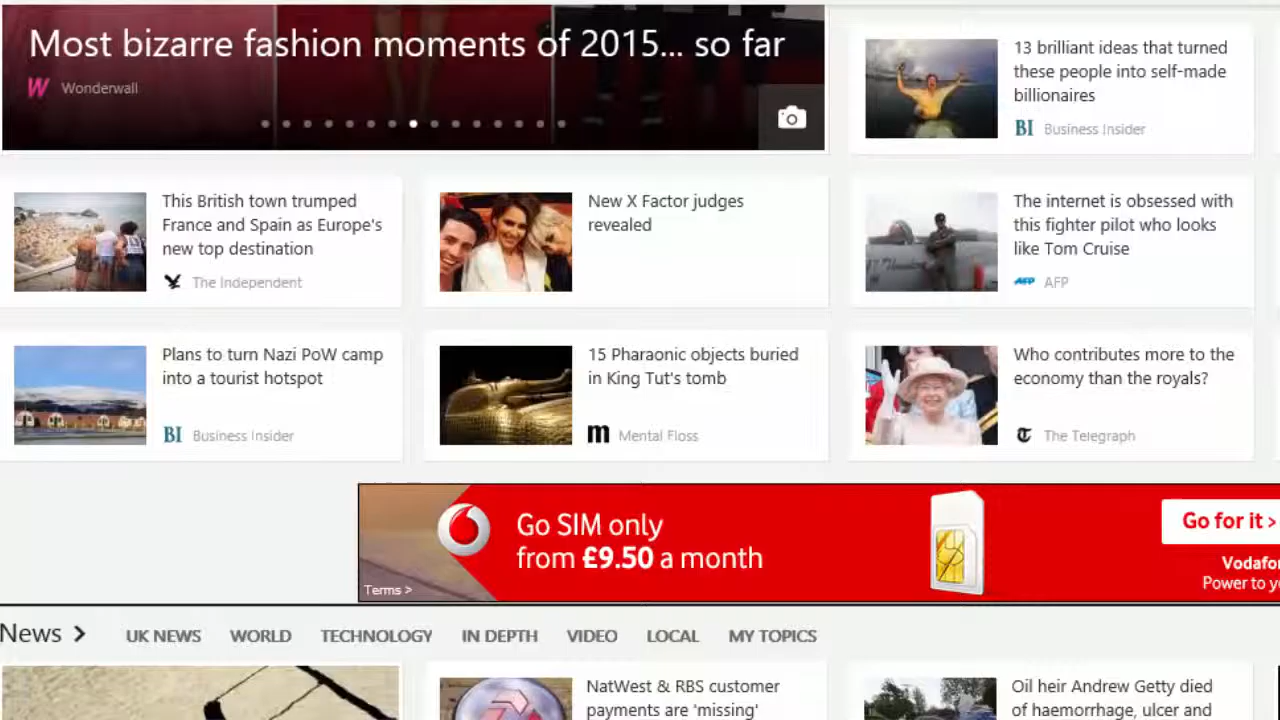 Most bizarre fashion moments of 2015... so far
W Wonderwall
13 brilliant ideas that turned
these people into self-made
billionaires
BI Business Insider
This British town trumped
France and Spain as Europe's
new top destination
The Independent
New X Factor judges
revealed
The internet is obsessed with
this fighter pilot who looks
like Tom Cruise
AFP AFP
Plans to turn Nazi PoW camp
into a tourist hotspot
BI Business Insider
15 Pharaonic objects buried
in King Tut's tomb
m Mental Floss
Who contributes more to the
economy than the royals?
T The Telegraph
Go SIM only
from £9.50 a month
Terms >
Go for it >
Vodafo
Power to y
News >
UK NEWS WORLD TECHNOLOGY IN DEPTH VIDEO LOCAL MY TOPICS
NatWest & RBS customer
payments are 'missing'
Oil heir Andrew Getty died
of haemorrhage, ulcer and